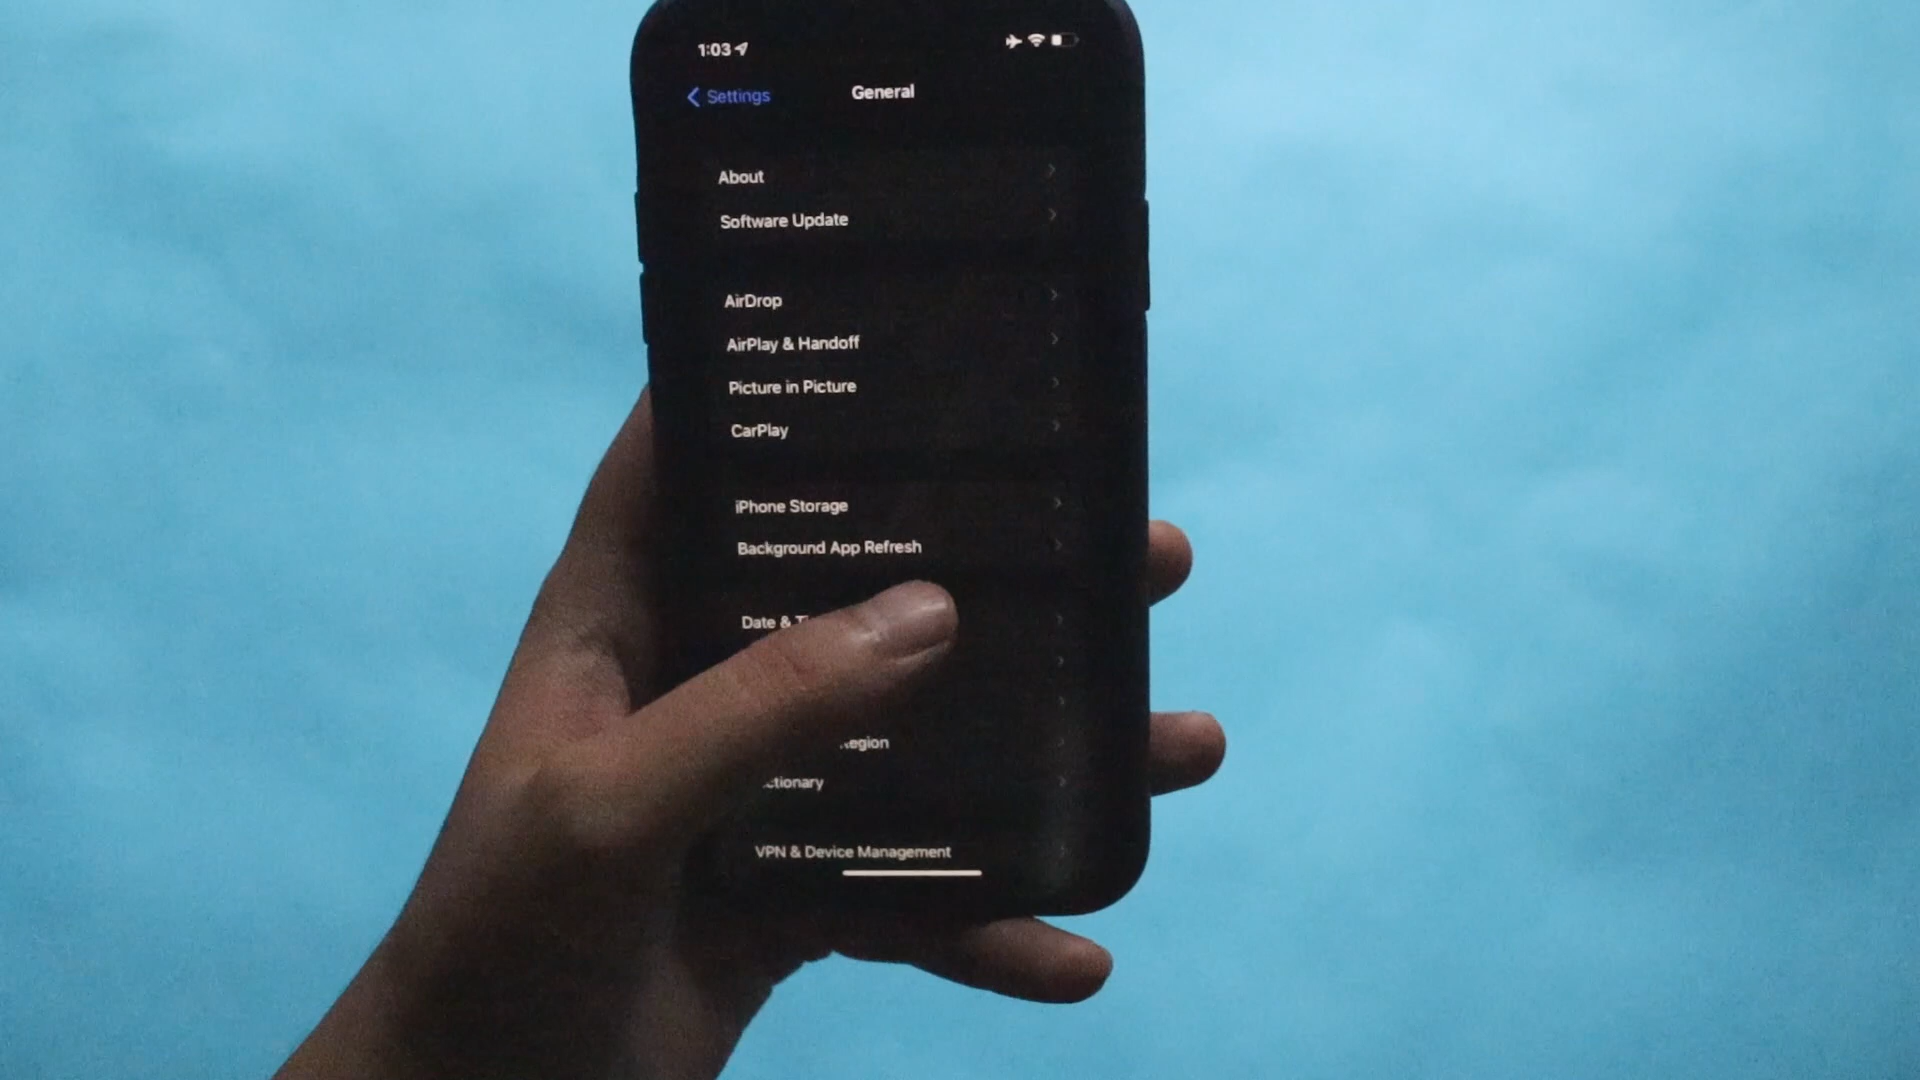 1:03
Settings
General
About
Software Update
AirDrop
AirPlay & Handoff
Picture in Picture
CarPlay
iPhone Storage
Background App Refresh
Date &
VPN & Device Management